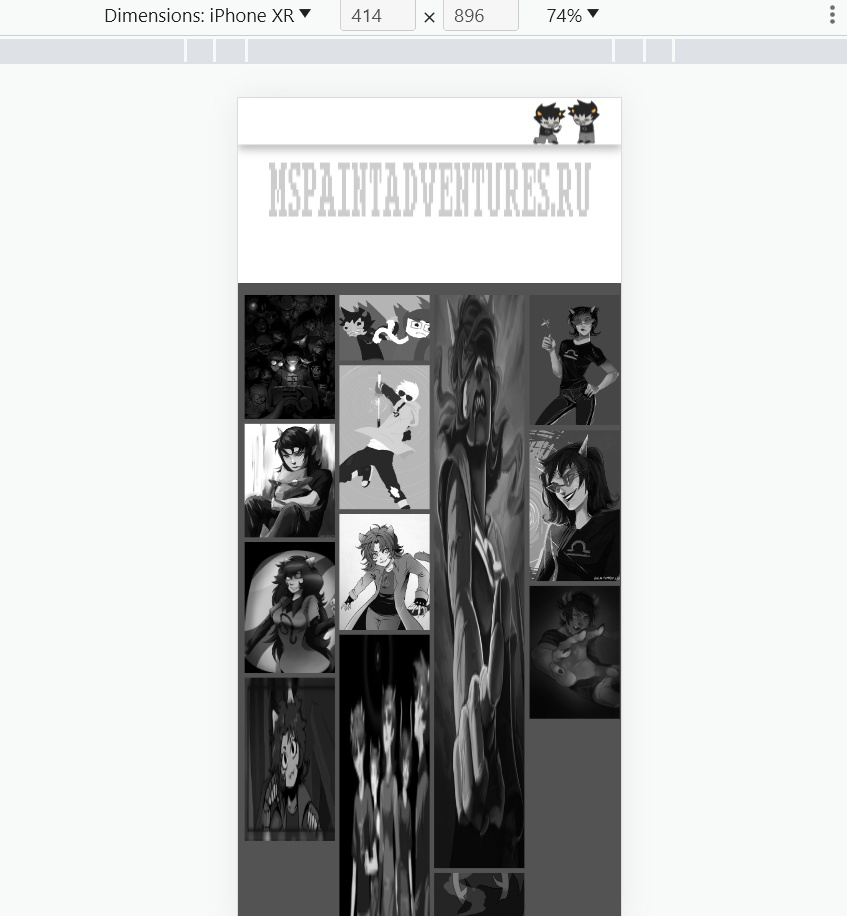 Dimensions: iPhone XR ▼ 414 × 896 74% ▼
MSPAINTADVENTURES.RU